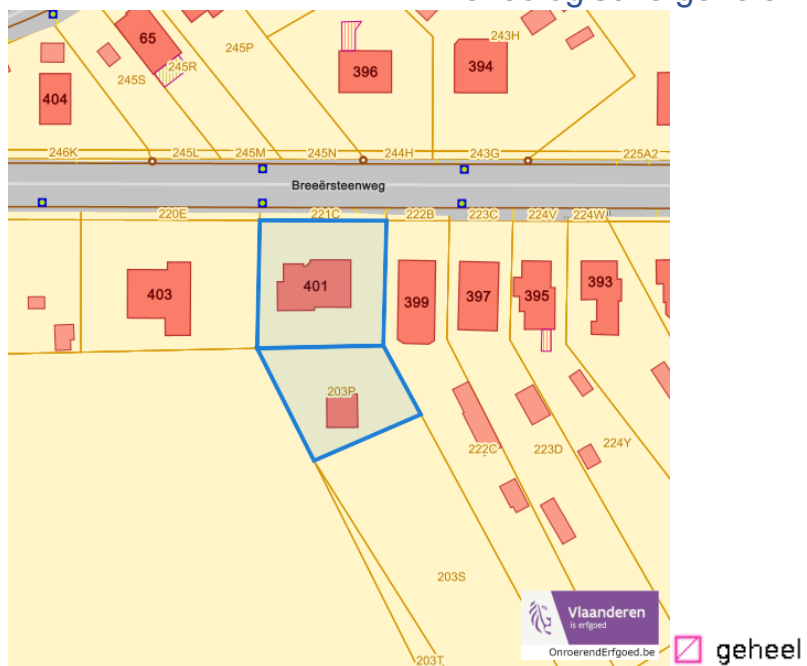 65
245P
243H
245R
396
394
245S
404
246K
245L
245M
245N
244H
243G
225A2
Breeërsteenweg
220E
221C
222B
223C
224V
224W
403
401
399
397
395
393
203P
222C
223D
224Y
203S
Vlaanderen
is erfgoed
OnroerendErfgoed.be
203T
geheel